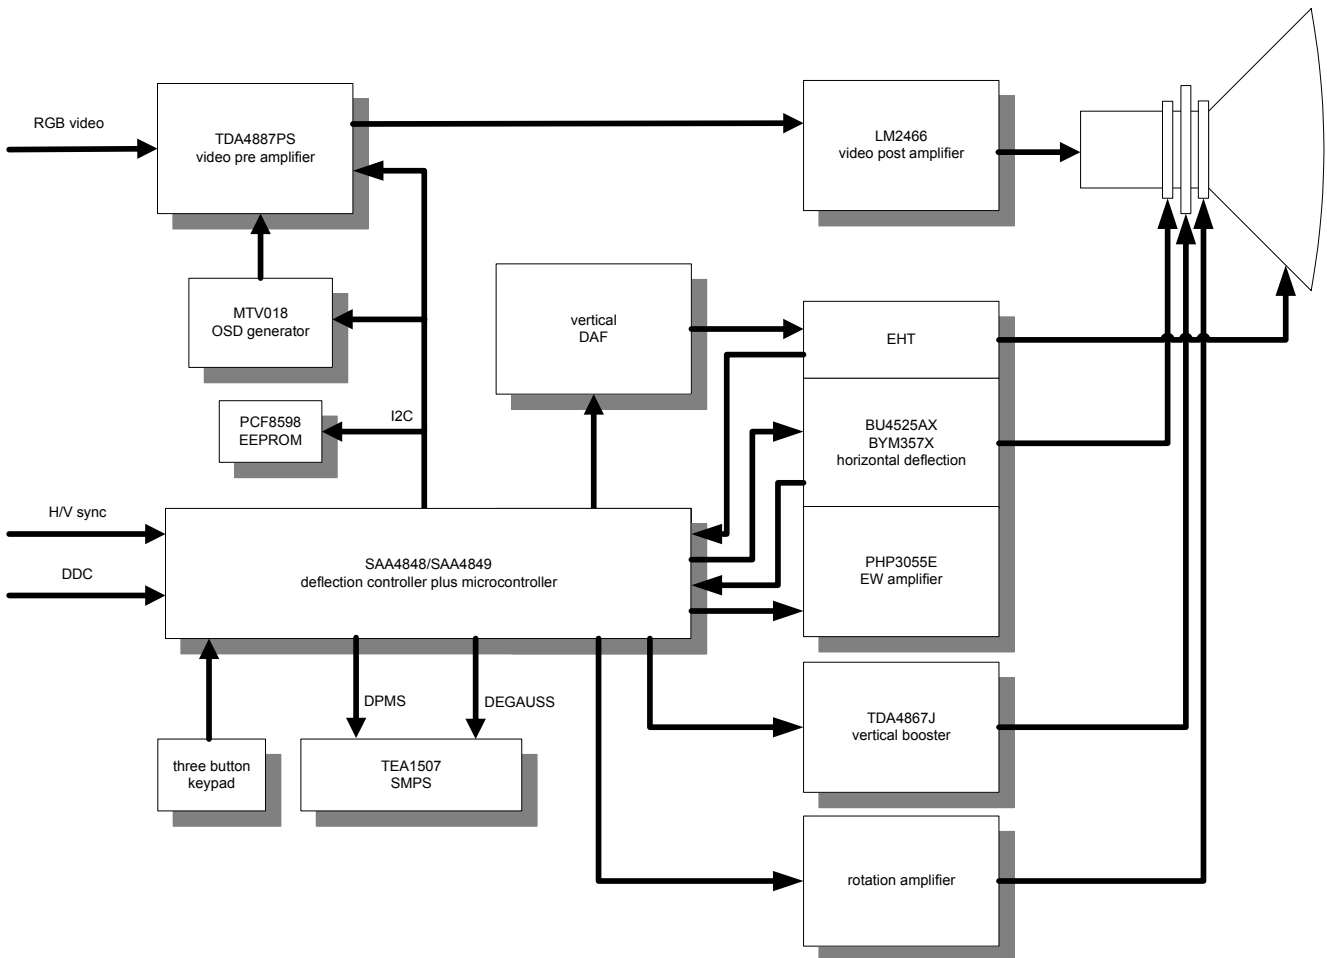 RGB video
TDA4887PS
video pre amplifier
LM2466
video post amplifier
MTV018
OSD generator
vertical
DAF
EHT
PCF8598
EEPROM
I2C
BU4525AX
BYM357X
horizontal deflection
H/V sync
DDC
SAA4848/SAA4849
deflection controller plus microcontroller
PHP3055E
EW amplifier
DPMS
DEGAUSS
TDA4867J
vertical booster
three button
keypad
TEA1507
SMPS
rotation amplifier